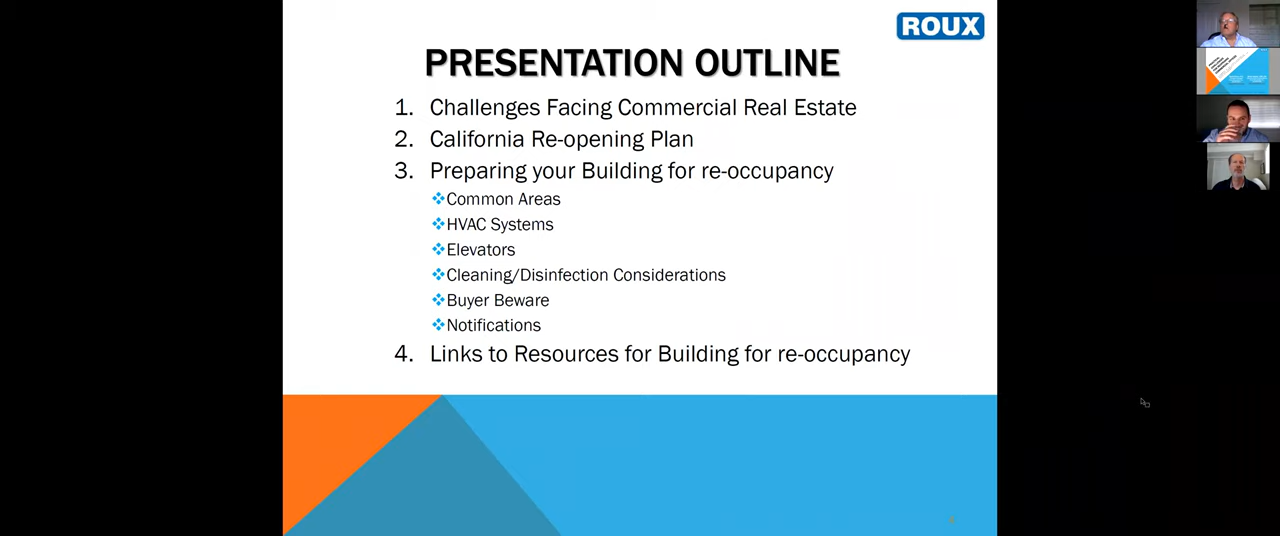 ROUX
PRESENTATION OUTLINE
1. Challenges Facing Commercial Real Estate
2. California Re-opening Plan
3. Preparing your Building for re-occupancy
❖Common Areas
❖HVAC Systems
❖Elevators
❖Cleaning/Disinfection Considerations
❖Buyer Beware
❖Notifications
4. Links to Resources for Building for re-occupancy